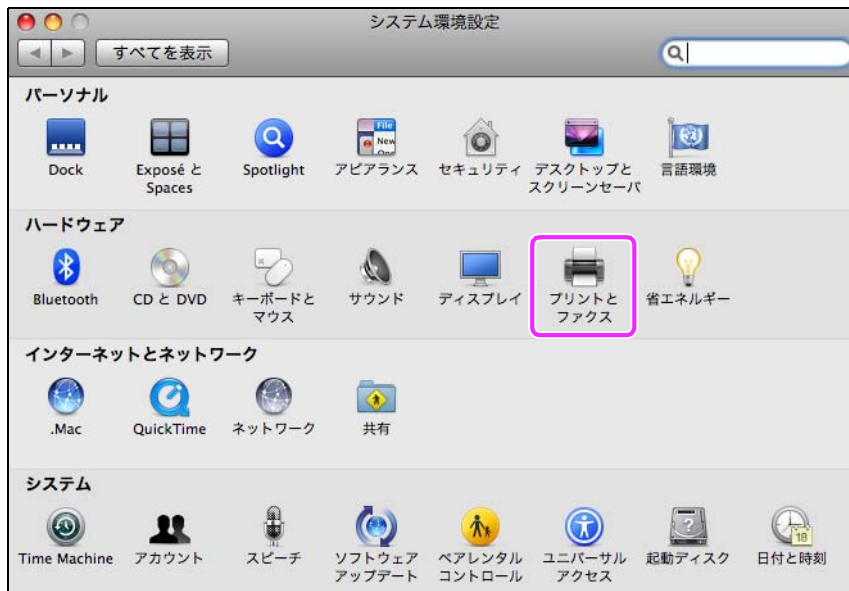 システム環境設定
すべてを表示
パーソナル
Dock
Exposé と
Spaces
Spotlight
File
New
One
アピアランス
セキュリティ
デスクトップと
スクリーンセーバ
言語環境
ハードウェア
Bluetooth
CD と DVD
キーボードと
マウス
サウンド
ディスプレイ
プリントと
ファクス
省エネルギー
インターネットとネットワーク
.Mac
QuickTime
ネットワーク
共有
システム
Time Machine
アカウント
スピーチ
ソフトウェア
アップデート
ペアレンタル
コントロール
ユニバーサル
アクセス
?
起動ディスク
18
日付と時刻